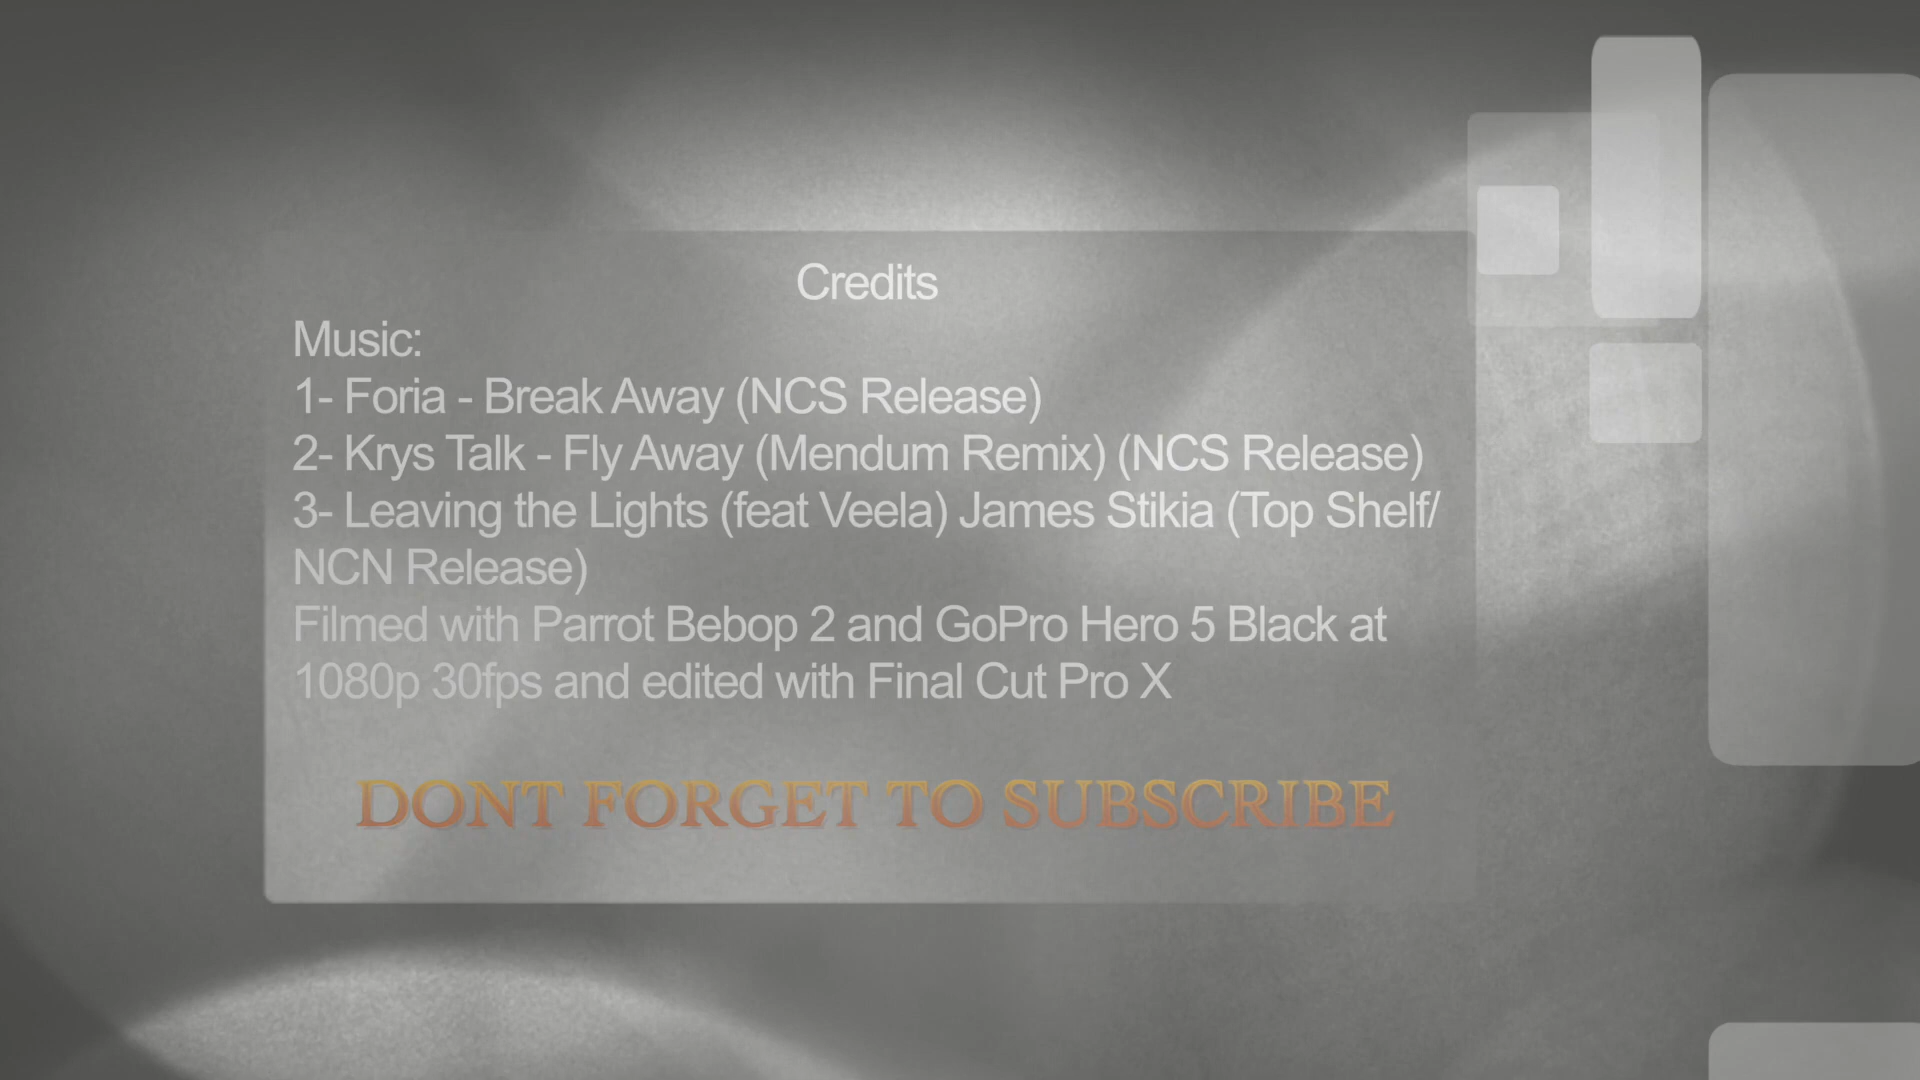 Credits
Music:
1- Foria - Break Away (NCS Release)
2- Krys Talk - Fly Away (Mendum Remix) (NCS Release)
3- Leaving the Lights (feat Veela) James Stikia (Top Shelf/
NCN Release)
Filmed with Parrot Bebop 2 and GoPro Hero 5 Black at
1080p 30fps and edited with Final Cut Pro X
DONT FORGET TO SUBSCRIBE